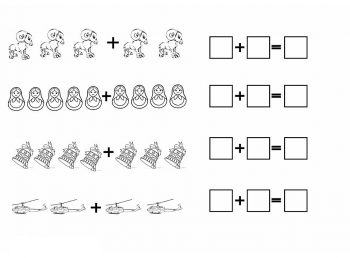 + + =
+ + =
+ + =
+ + =